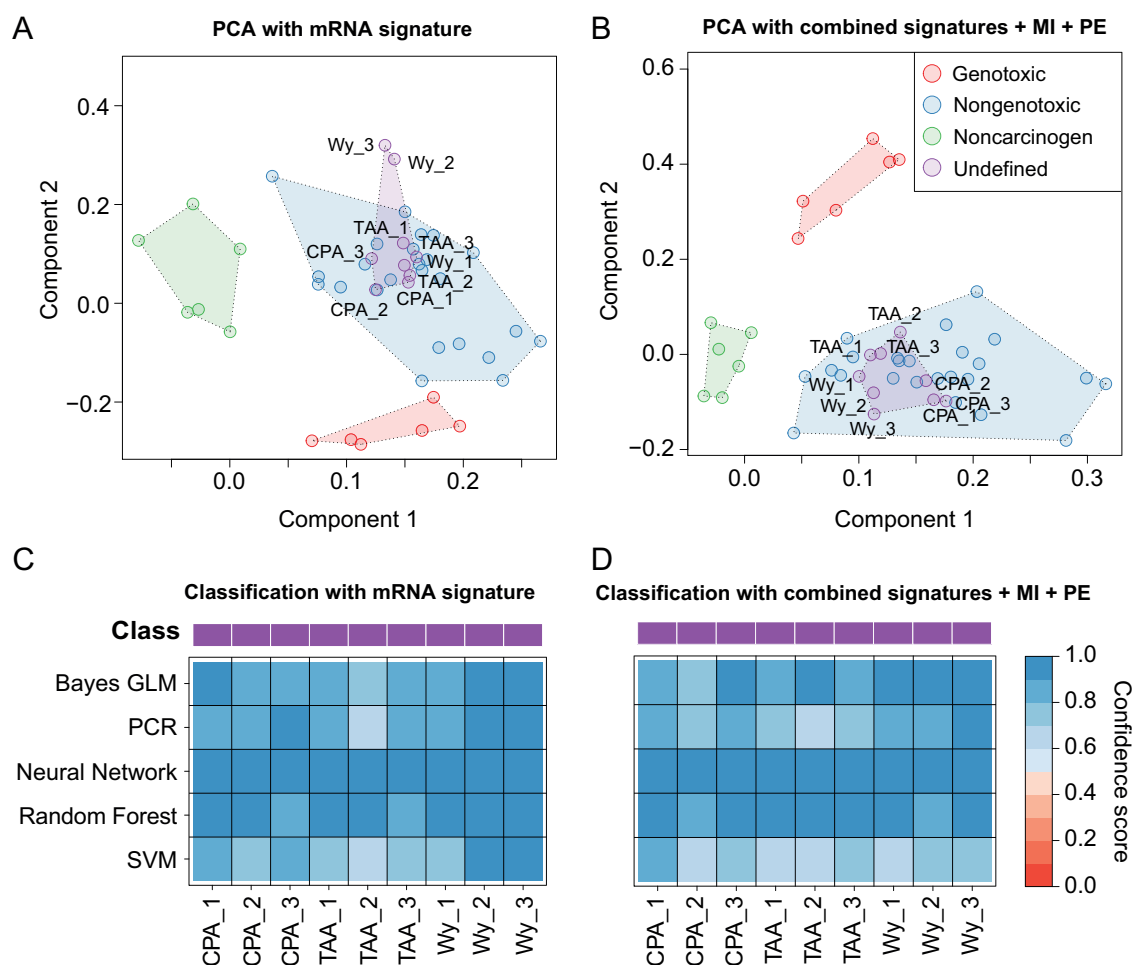 A
PCA with mRNA signature
Component 2
0.4
0.2
0.0
−0.2
Wy_3
Wy_2
TAA_1
TAA_3
CPA_3
Wy_1
TAA_2
CPA_1
CPA_2
0.0
0.1
0.2
Component 1
B
PCA with combined signatures + MI + PE
Component 2
0.6
0.4
0.2
0.0
−0.2
Genotoxic
Nongenotoxic
Noncarcinogen
Undefined
TAA_2
TAA_1
TAA_3
Wy_1
CPA_2
Wy_2
CPA_3
CPA_1
Wy_3
0.0
0.1
0.2
0.3
Component 1
C
Classification with mRNA signature
Class
Bayes GLM
PCR
Neural Network
Random Forest
SVM
CPA_1
CPA_2
CPA_3
TAA_1
TAA_2
TAA_3
Wy_1
Wy_2
Wy_3
D
Classification with combined signatures + MI + PE
CPA_1
CPA_2
CPA_3
TAA_1
TAA_2
TAA_3
Wy_1
Wy_2
Wy_3
1.0
0.8
0.6
0.4
0.2
0.0
Confidence score